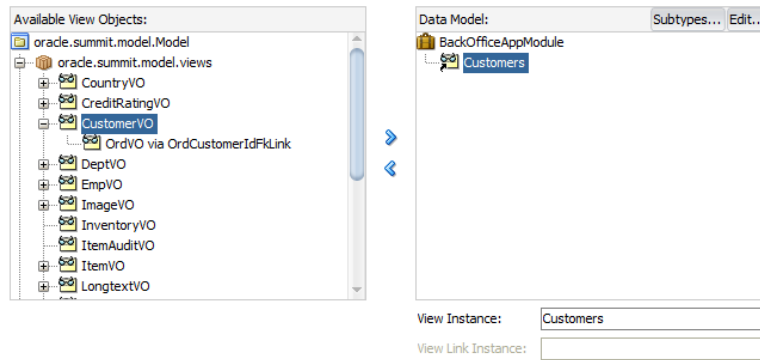 Available View Objects:
oracle.summit.model.Model
oracle.summit.model.views
CountryVO
CreditRatingVO
CustomerVO
OrdVO via OrdCustomerIdFkLink
DeptVO
EmpVO
ImageVO
InventoryVO
ItemAuditVO
ItemVO
LongtextVO
Data Model:
Subtypes... Edit..
BackOfficeAppModule
Customers
View Instance: Customers
View Link Instance: